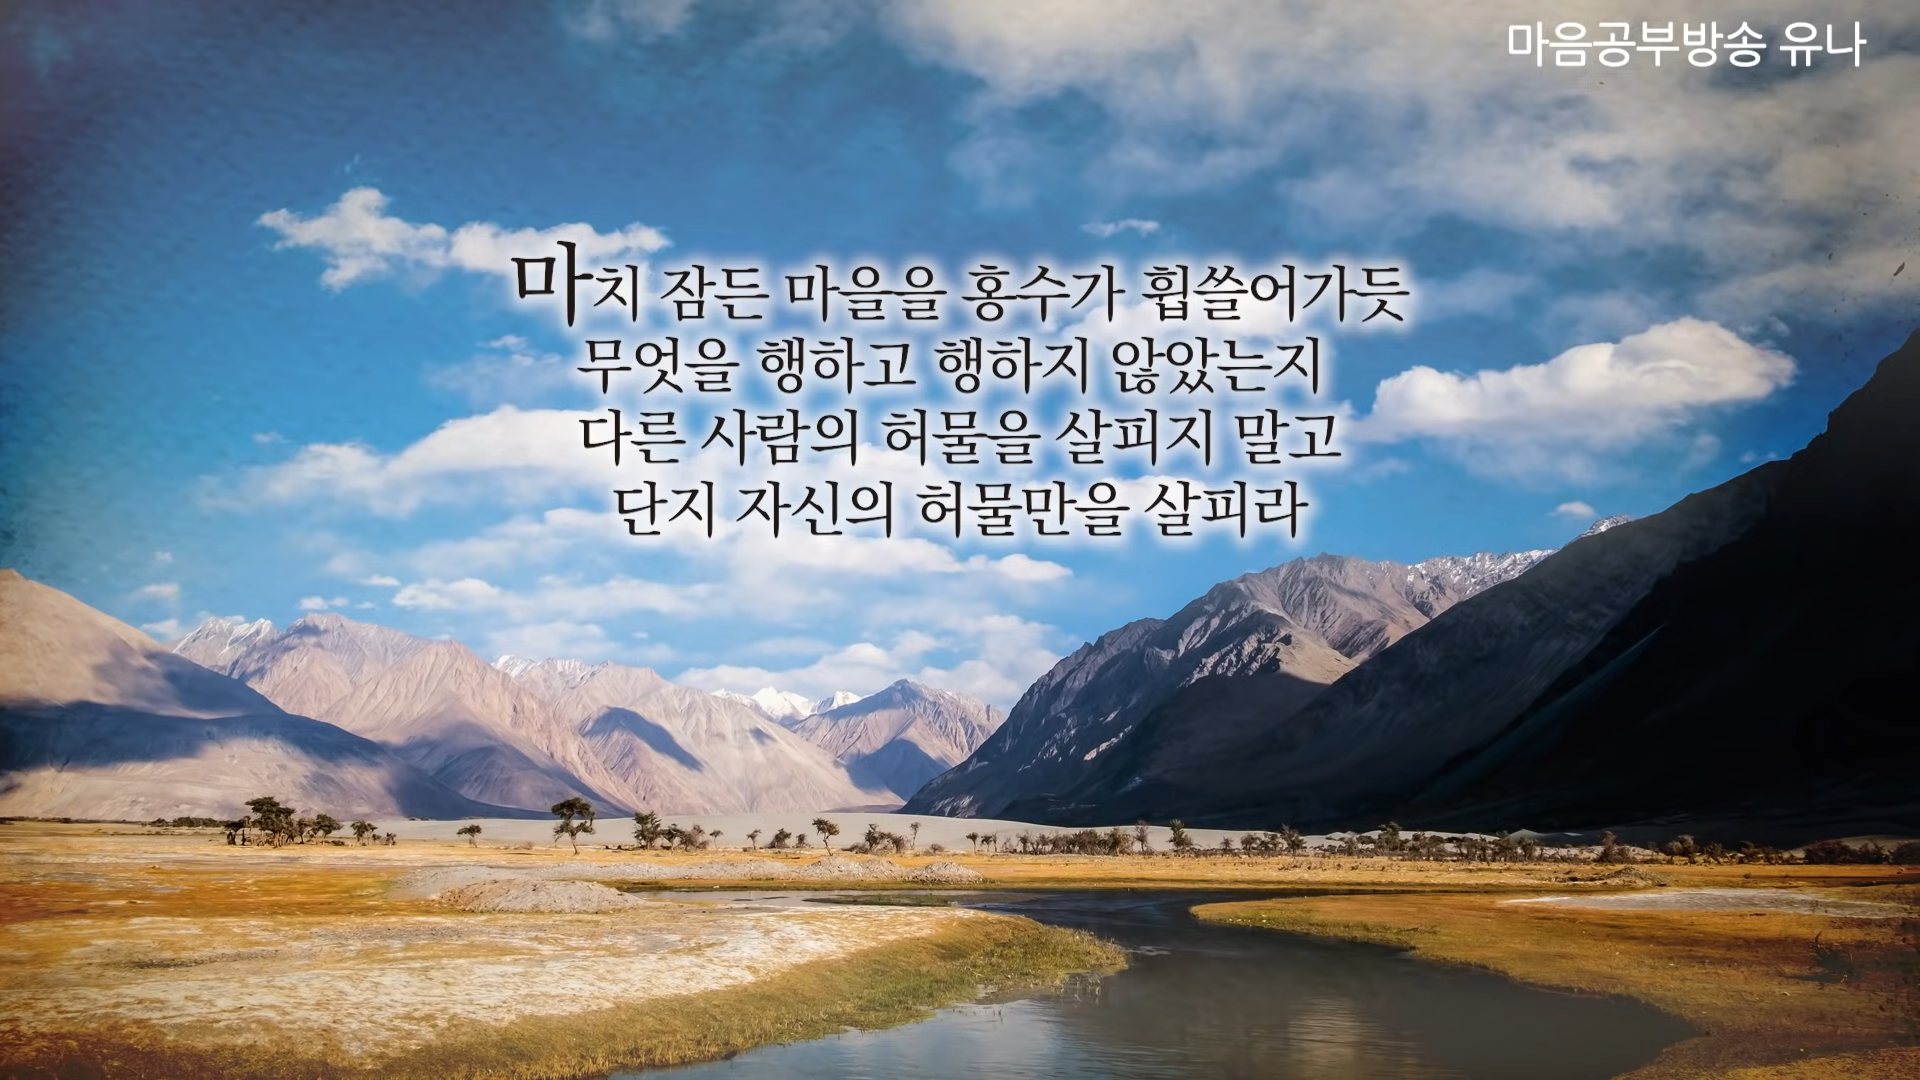 마음공부방송 유나
마치 잠든 마을을 홍수가 휩쓸어가듯
무엇을 행하고 행하지 않았는지
다른 사람의 허물을 살피지 말고
단지 자신의 허물만을 살피라